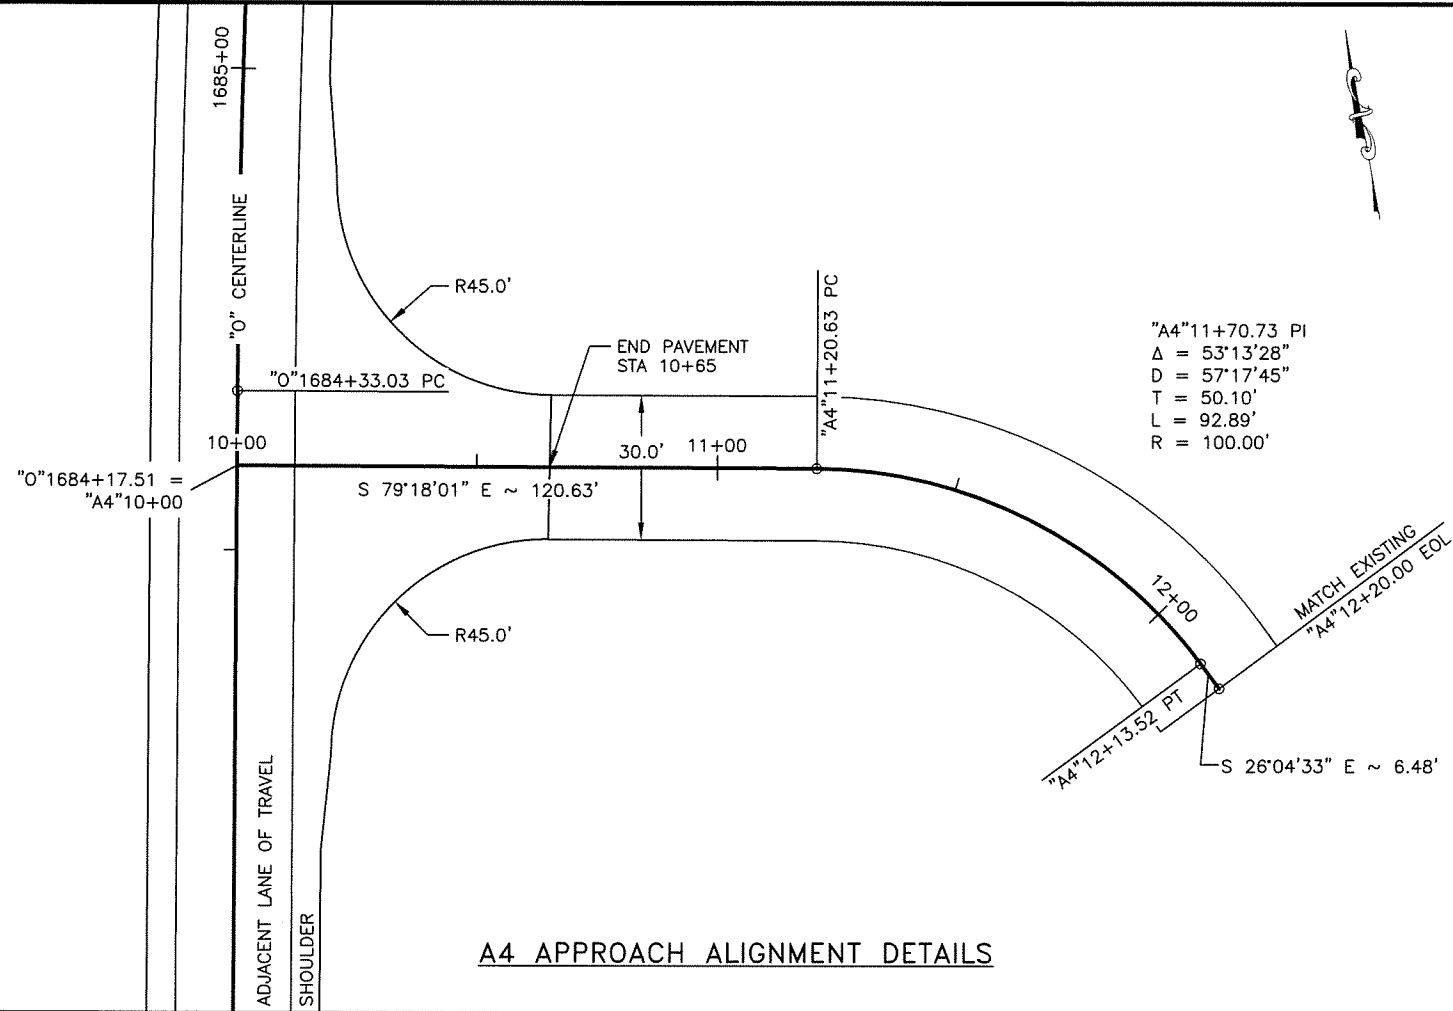 1685+00
"O" CENTERLINE
R45.0'
END PAVEMENT
STA 10+65
"A4"11+20.63 PC
"A4"11+70.73 PI
Δ = 53°13'28"
D = 57°17'45"
T = 50.10'
L = 92.89'
R = 100.00'
"O"1684+33.03 PC
10+00
30.0'
11+00
"O"1684+17.51 =
"A4"10+00
S 79°18'01" E ~ 120.63'
12+00
MATCH EXISTING
"A4"12+20.00 EOL
R45.0'
"A4"12+13.52 PT
S 26°04'33" E ~ 6.48'
ADJACENT LANE OF TRAVEL
SHOULDER
A4 APPROACH ALIGNMENT DETAILS